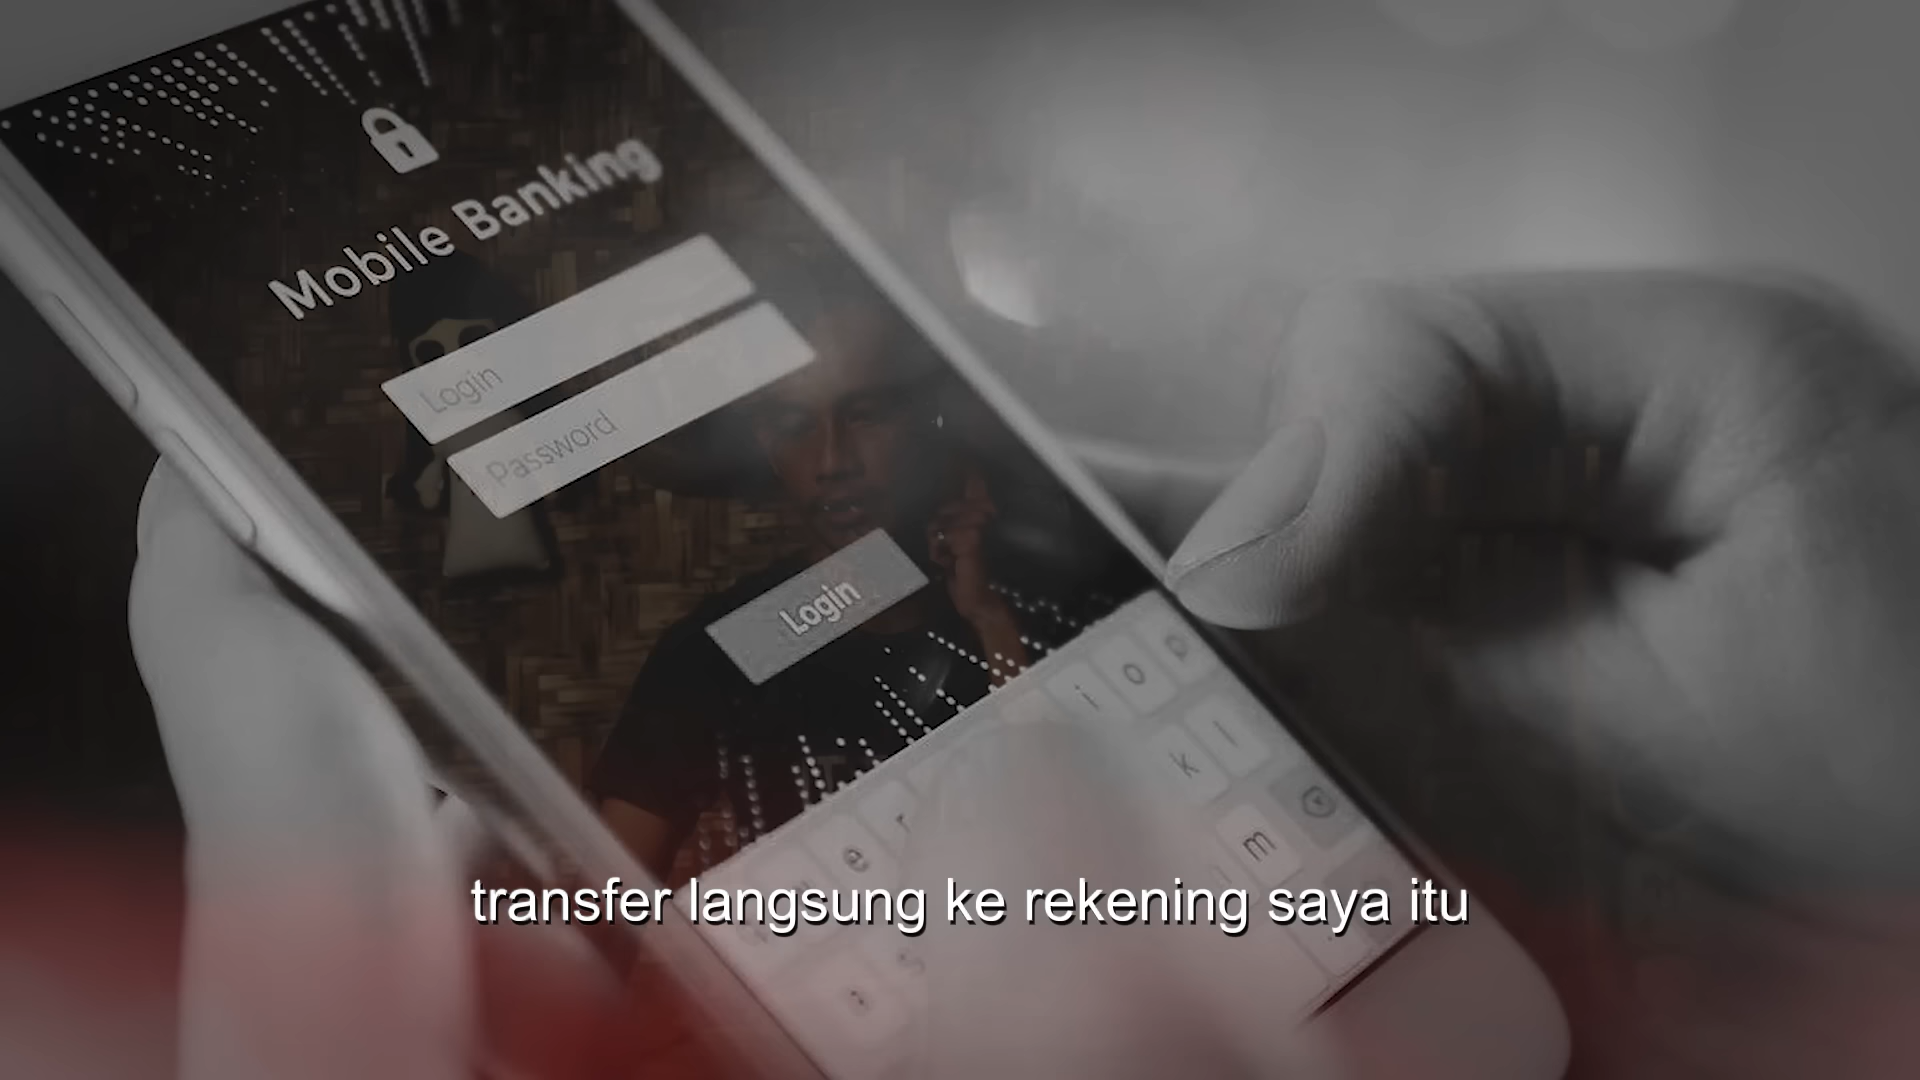 Mobile Banking
Login
Password
Login
i o p
e r
k l
m
a s
transfer langsung ke rekening saya itu